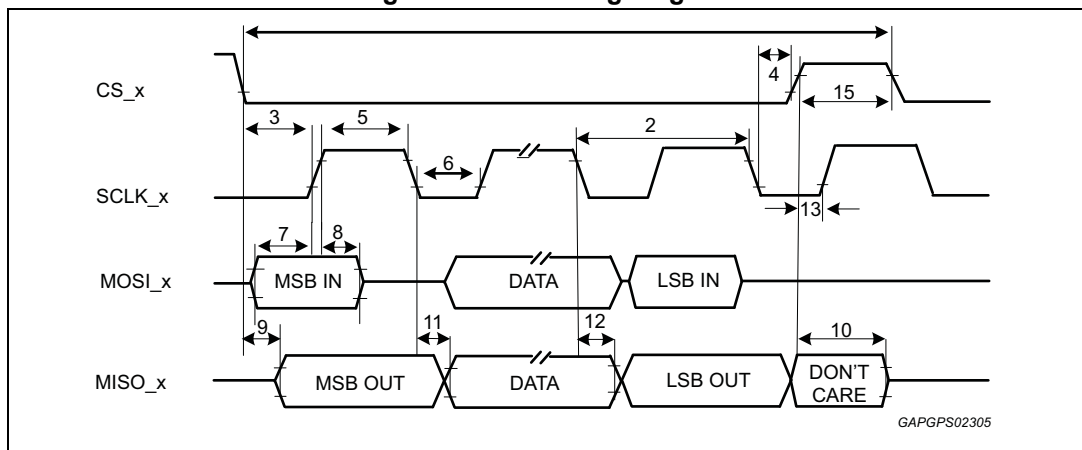 4
CS_x
15
3
5
2
6
SCLK_x
13
7
8
MOSI_x
MSB IN
DATA
LSB IN
9
11
12
10
MISO_x
MSB OUT
DATA
LSB OUT
DON'T
CARE
GAPGPS02305